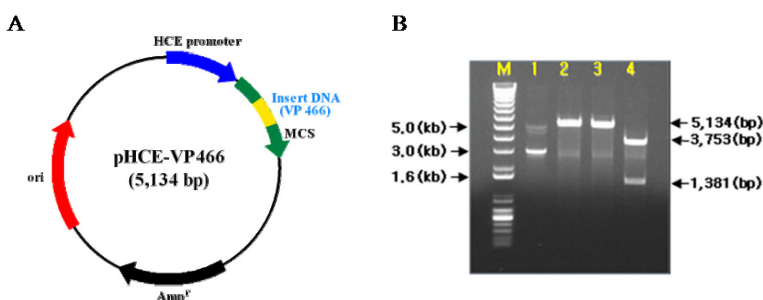 A
HCE promoter
Insert DNA
(VP 466)
MCS
pHCE-VP466
(5,134 bp)
ori
Ampʳ
B
M 1 2 3 4
5.0(kb)
3.0(kb)
1.6(kb)
5,134(bp)
3,753(bp)
1,381(bp)